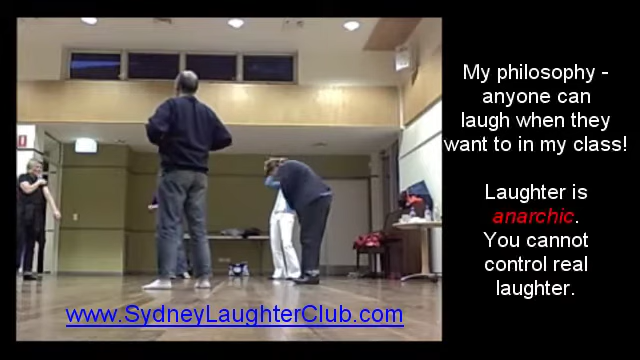 My philosophy -
anyone can
laugh when they
want to in my class!
Laughter is
anarchic.
You cannot
control real
laughter.
www.SydneyLaughterClub.com